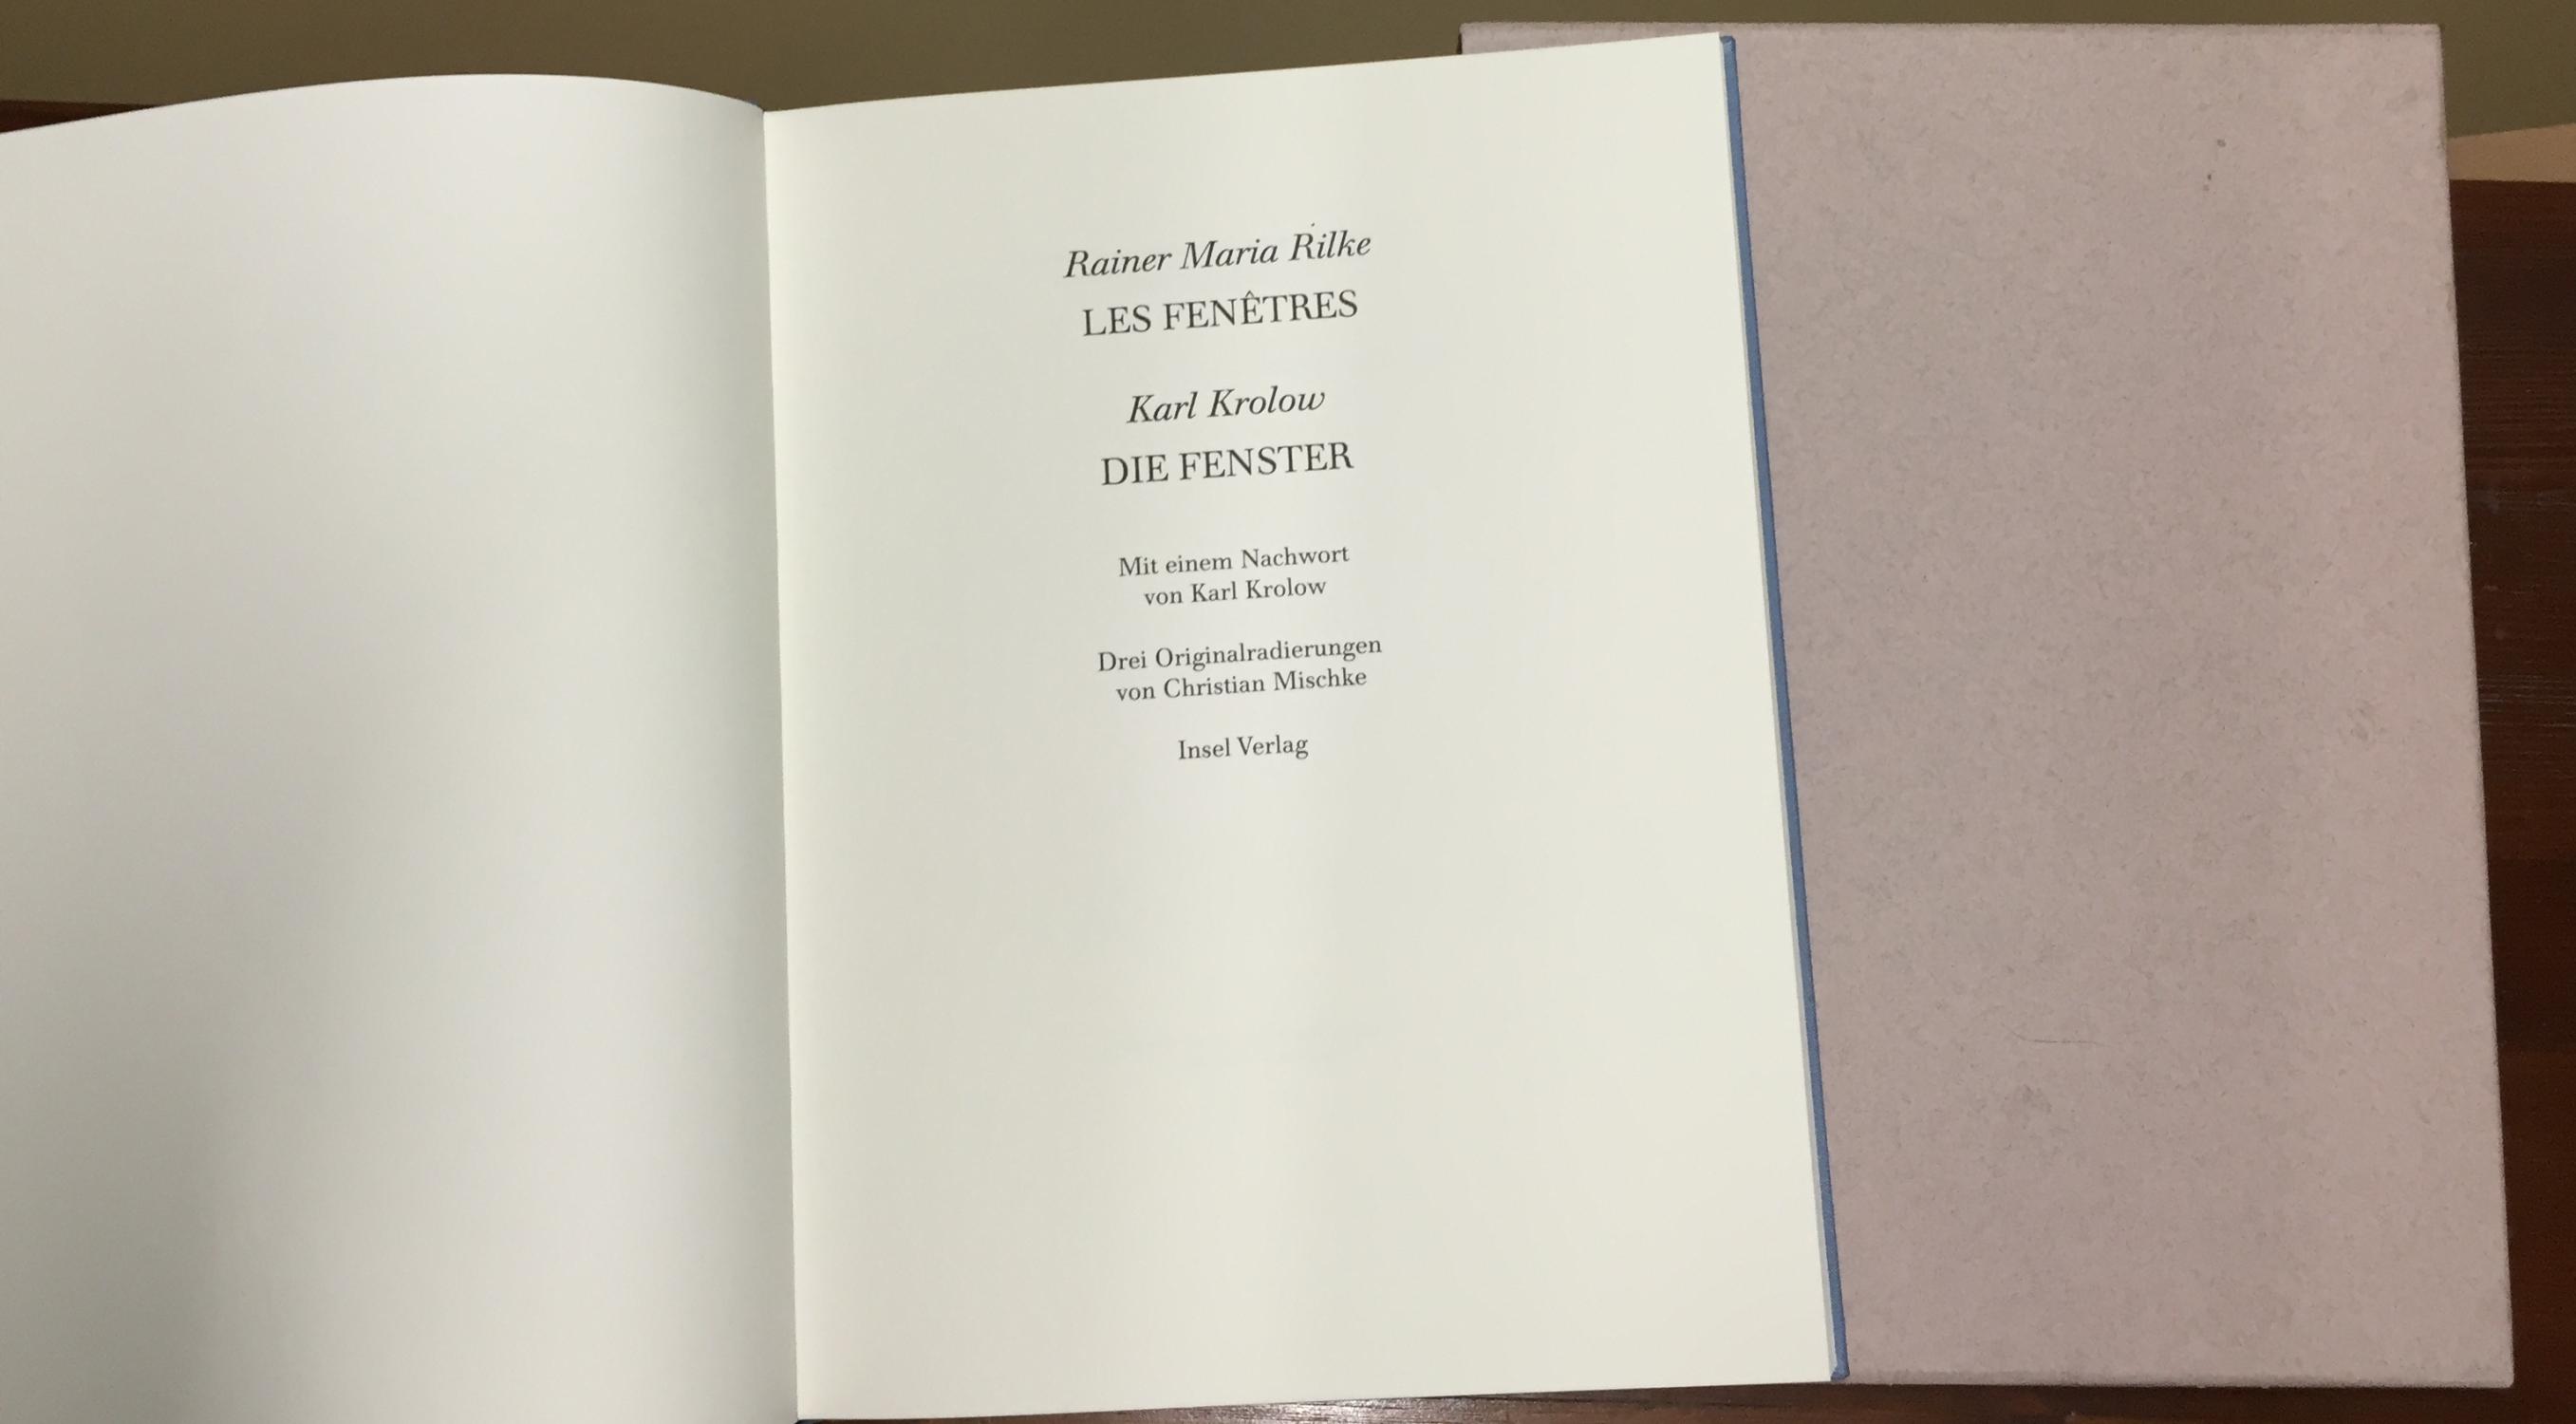 Rainer Maria Rilke
LES FENÊTRES
Karl Krolow
DIE FENSTER
Mit einem Nachwort
von Karl Krolow
Drei Originalradierungen
von Christian Mischke
Insel Verlag